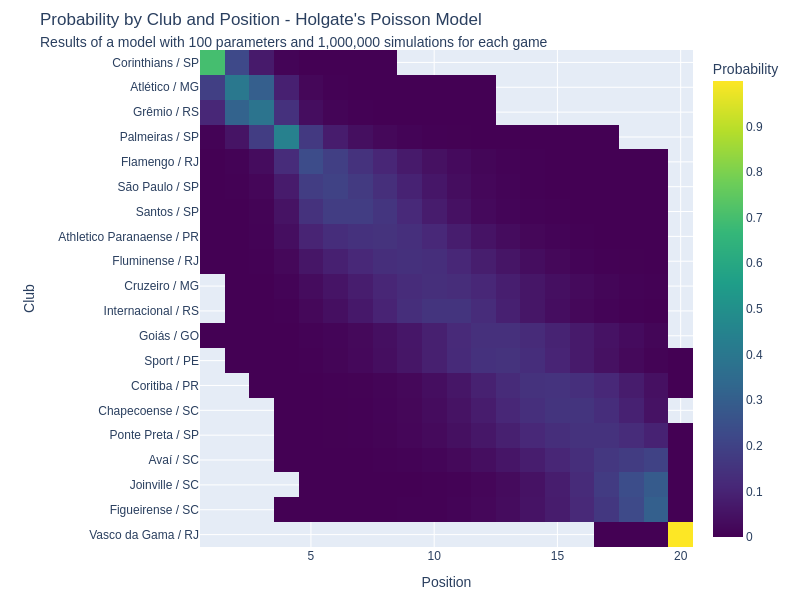 Probability by Club and Position - Holgate's Poisson Model
Results of a model with 100 parameters and 1,000,000 simulations for each game
Probability
Corinthians / SP
Atlético / MG
Grêmio / RS
Palmeiras / SP
Flamengo / RJ
São Paulo / SP
Santos / SP
Athletico Paranaense / PR
Fluminense / RJ
Cruzeiro / MG
Internacional / RS
Goiás / GO
Sport / PE
Coritiba / PR
Chapecoense / SC
Ponte Preta / SP
Avaí / SC
Joinville / SC
Figueirense / SC
Vasco da Gama / RJ
Club
5
10
15
20
Position
0.9
0.8
0.7
0.6
0.5
0.4
0.3
0.2
0.1
0